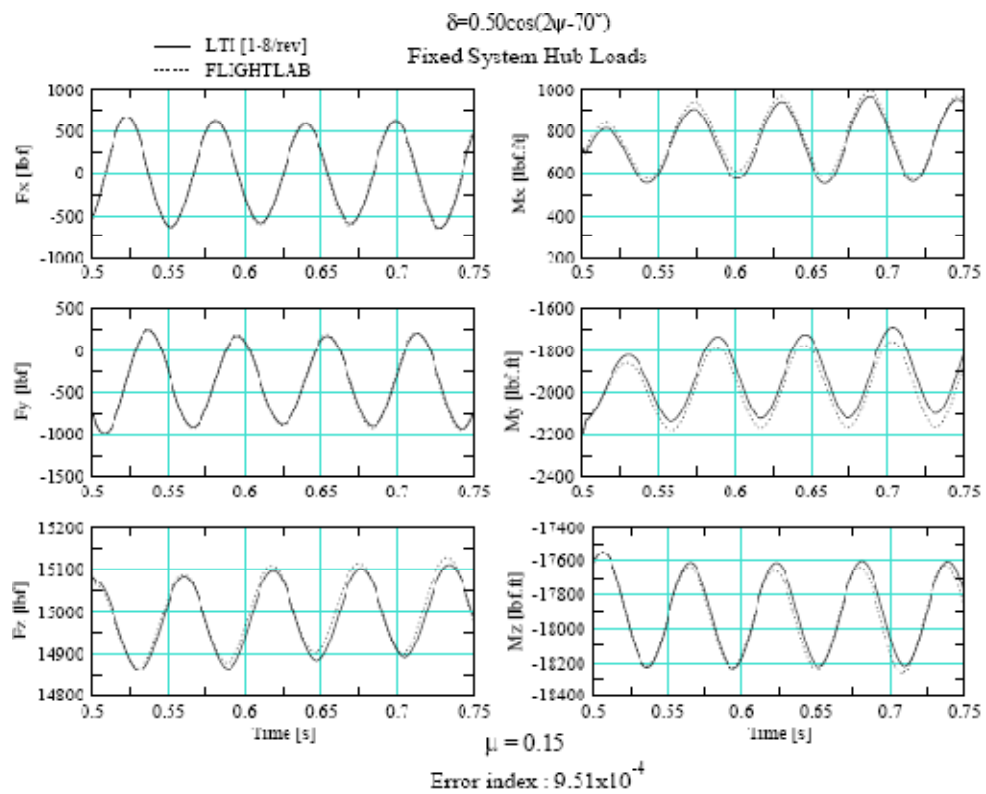 δ=0.50cos(2ψ-70°)
LTI [1-8/rev]
FLIGHTLAB
Fixed System Hub Loads
1000
500
0
-500
-1000
Fx [lbf]
0.5 0.55 0.6 0.65 0.7 0.75
1000
800
600
400
200
Mx [lbf.ft]
0.5 0.55 0.6 0.65 0.7 0.75
500
0
-500
-1000
-1500
Fy [lbf]
0.5 0.55 0.6 0.65 0.7 0.75
-1600
-1800
-2000
-2200
-2400
My [lbf.ft]
0.5 0.55 0.6 0.65 0.7 0.75
15200
15100
15000
14900
14800
Fz [lbf]
0.5 0.55 0.6 0.65 0.7 0.75
Time [s]
-17400
-17600
-17800
-18000
-18200
-18400
Mz [lbf.ft]
0.5 0.55 0.6 0.65 0.7 0.75
Time [s]
μ = 0.15
Error index : 9.51x10⁻⁴